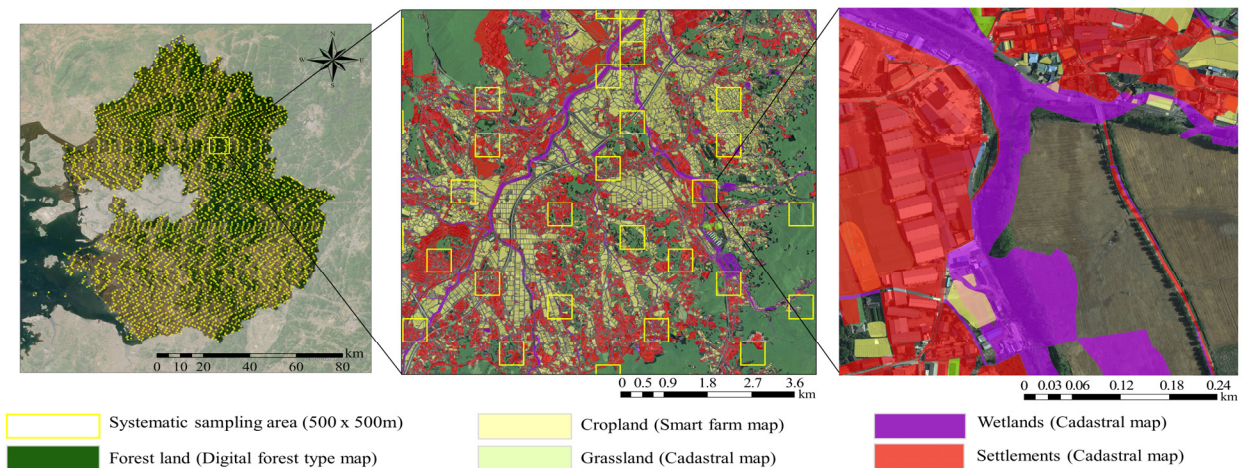 N
W E
S
km
0 10 20 40 60 80
0 0.5 0.9 1.8 2.7 3.6
km
0 0.03 0.06 0.12 0.18 0.24
km
Systematic sampling area (500 x 500m)
Forest land (Digital forest type map)
Cropland (Smart farm map)
Grassland (Cadastral map)
Wetlands (Cadastral map)
Settlements (Cadastral map)